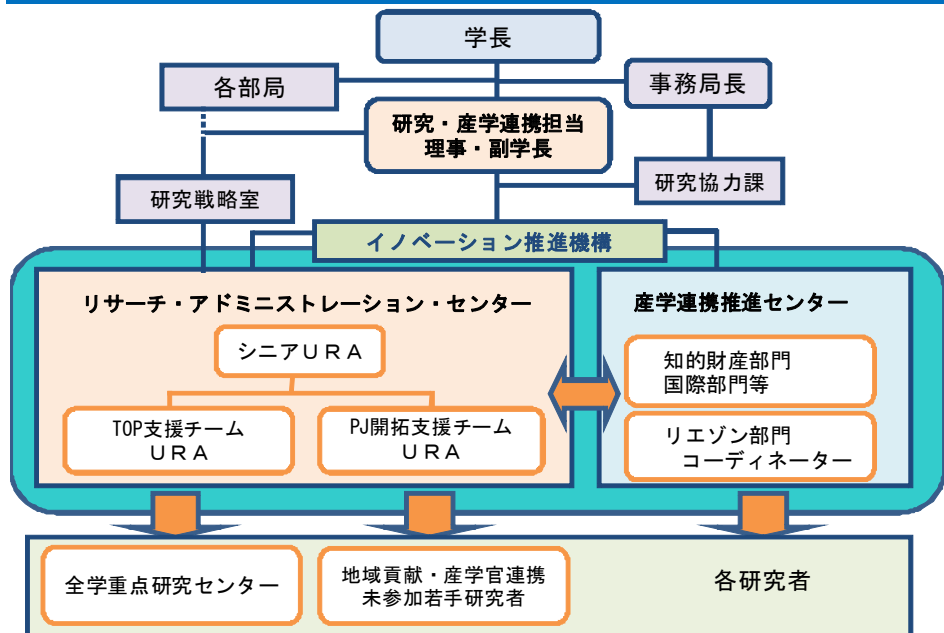 学長
各部局
事務局長
研究・産学連携担当
理事・副学長
研究戦略室
研究協力課
イノベーション推進機構
リサーチ・アドミニストレーション・センター
産学連携推進センター
シニアＵＲＡ
知的財産部門
国際部門等
TOP支援チーム
ＵＲＡ
PJ開拓支援チーム
ＵＲＡ
リエゾン部門
コーディネーター
全学重点研究センター
地域貢献・産学官連携
未参加若手研究者
各研究者